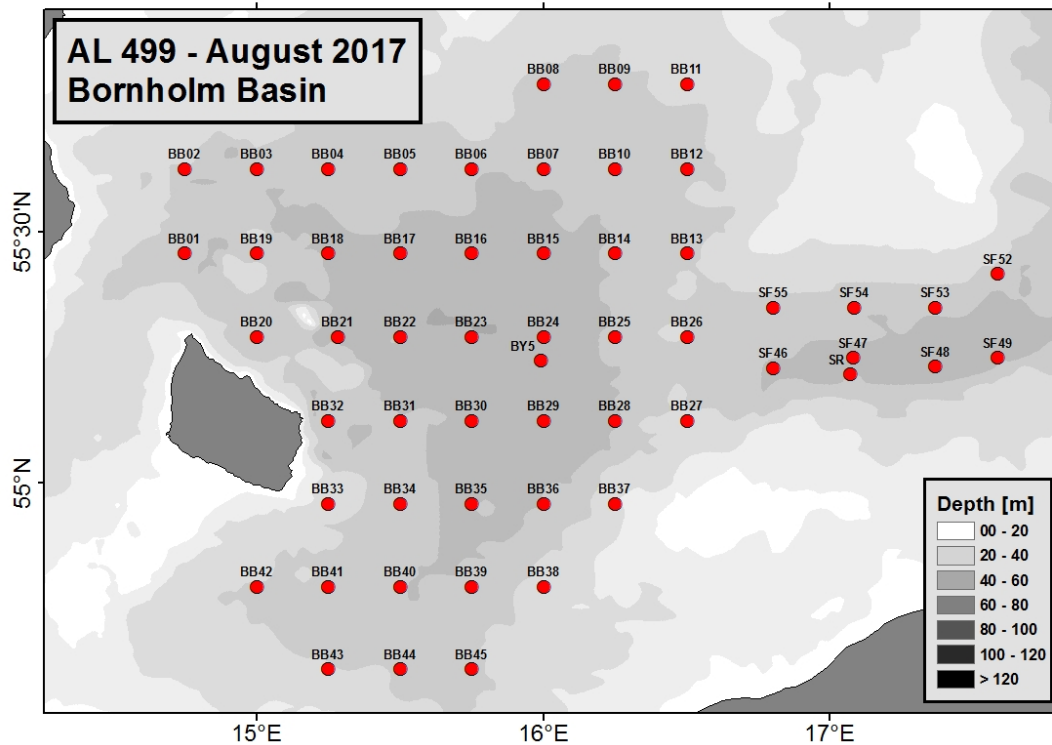 AL 499 - August 2017
Bornholm Basin
BB08 BB09 BB11
BB02 BB03 BB04 BB05 BB06 BB07 BB10 BB12
55°30'N
BB01 BB19 BB18 BB17 BB16 BB15 BB14 BB13
SF52
SF55 SF54 SF53
BB20 BB21 BB22 BB23 BB24 BB25 BB26
BY5
SF46 SF47 SF48 SF49
SR
BB32 BB31 BB30 BB29 BB28 BB27
55°N
BB33 BB34 BB35 BB36 BB37
BB42 BB41 BB40 BB39 BB38
BB43 BB44 BB45
Depth [m]
00 - 20
20 - 40
40 - 60
60 - 80
80 - 100
100 - 120
> 120
15°E 16°E 17°E